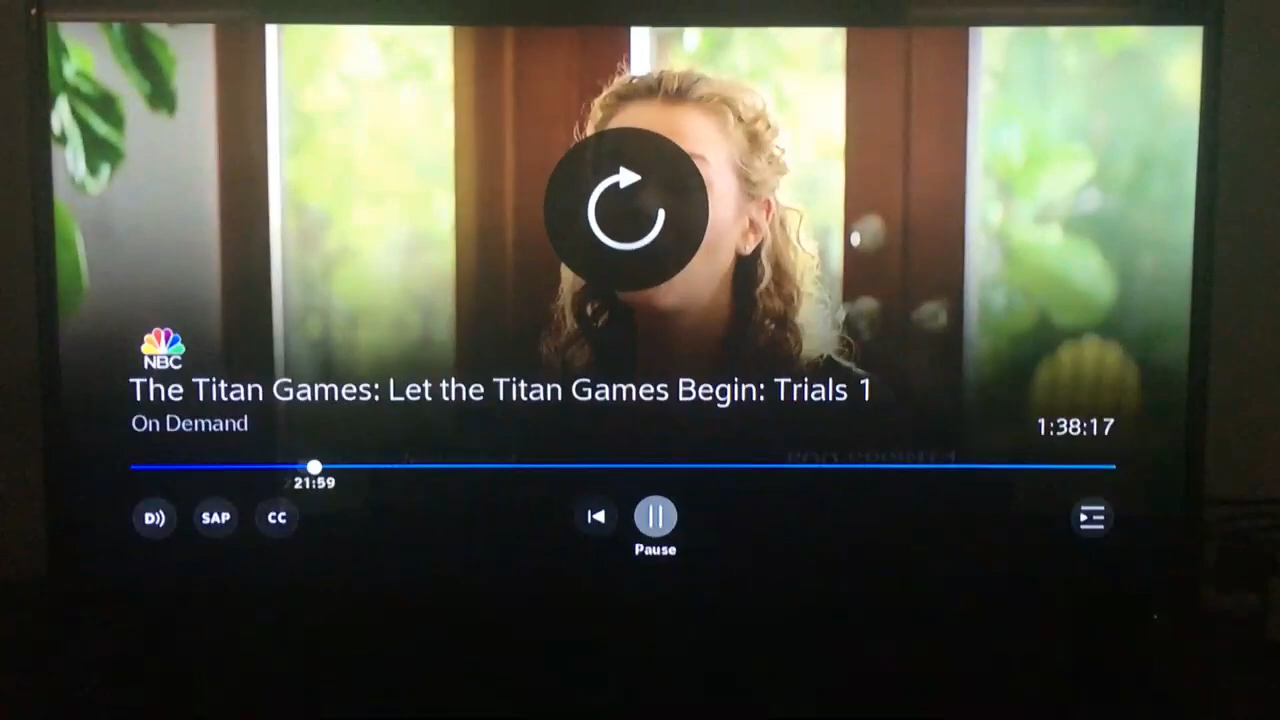 NBC
The Titan Games: Let the Titan Games Begin: Trials 1
On Demand
1:38:17
21:59
D)))
SAP
CC
Pause